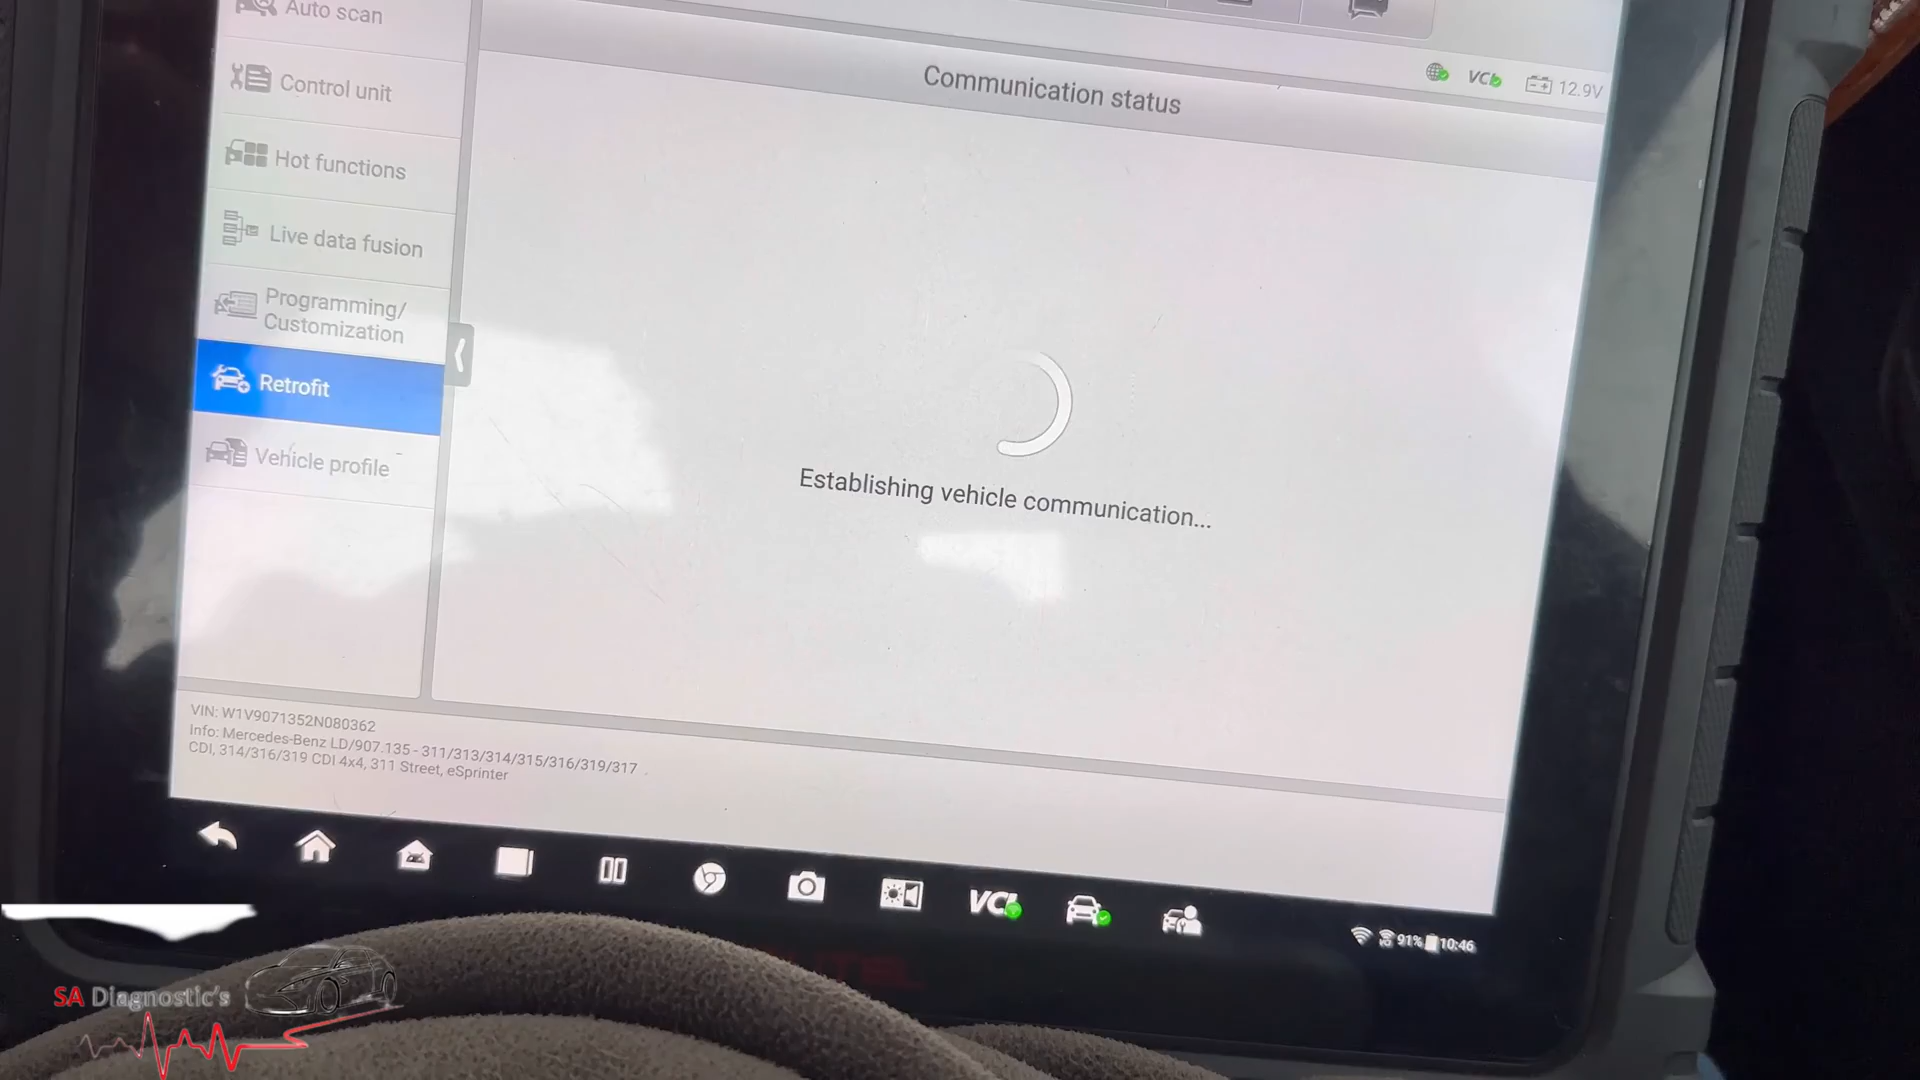 Auto scan
Control unit
Hot functions
Live data fusion
Programming/
Customization
Retrofit
Vehicle profile
Communication status
VCI
12.9V
Establishing vehicle communication...
VIN: W1V9071352N080362
Info: Mercedes-Benz LD/907.135 - 311/313/314/315/316/319/317
CDI, 314/316/319 CDI 4x4, 311 Street, eSprinter
VCI
91% 10:46
SA Diagnostic's